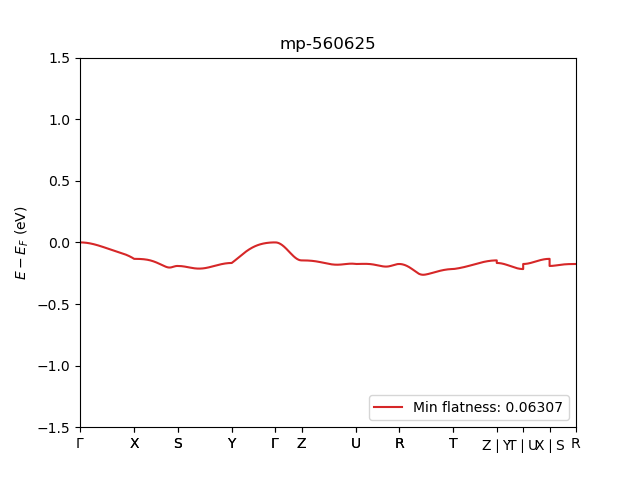 mp-560625
1.5
1.0
0.5
0.0
−0.5
−1.0
−1.5
E − E_F (eV)
Min flatness: 0.06307
Γ X S Y Γ Z U R T Z | Y T | U X | S R